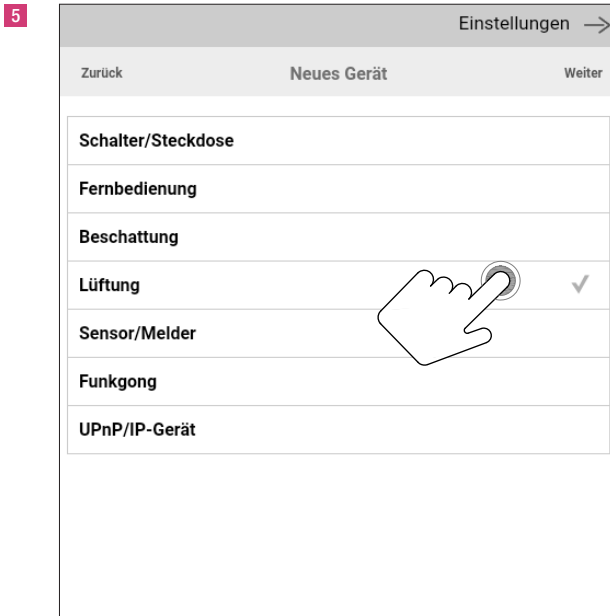 5
Einstellungen
Zurück Neues Gerät Weiter
Schalter/Steckdose
Fernbedienung
Beschattung
Lüftung
Sensor/Melder
Funkgong
UPnP/IP-Gerät